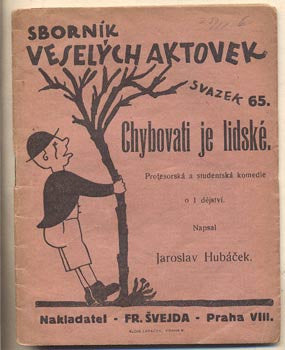 SBORNÍK
VESELÝCH AKTOVEK
SVAZEK 65.
Chybovati je lidské.
Profesorská a studentská komedie
o 1 dějství.
Napsal
Jaroslav Hubáček.
Nakladatel - FR. ŠVEJDA - Praha VIII.